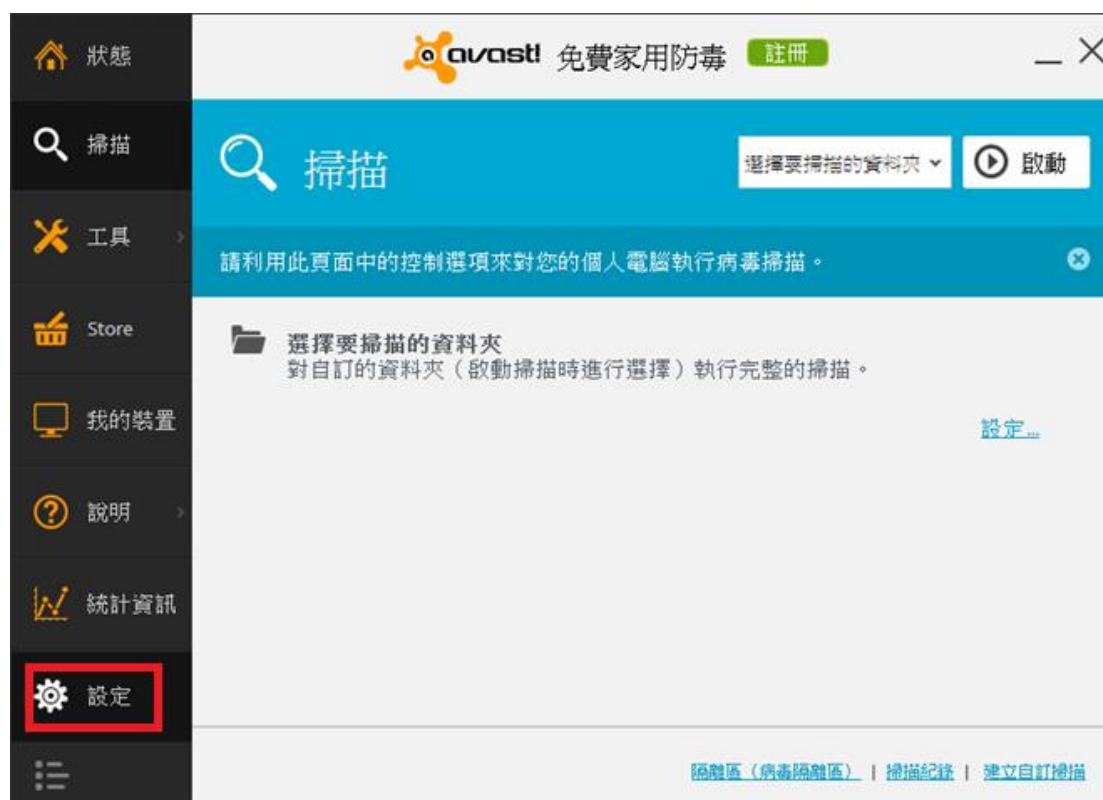 狀態
掃描
工具
Store
我的裝置
說明
統計資訊
設定
avast! 免費家用防毒 註冊
掃描
選擇要掃描的資料夾
啟動
請利用此頁面中的控制選項來對您的個人電腦執行病毒掃描。
選擇要掃描的資料夾
對自訂的資料夾(啟動掃描時進行選擇)執行完整的掃描。
設定...
隔離區(病毒隔離區) | 掃描紀錄 | 建立自訂掃描